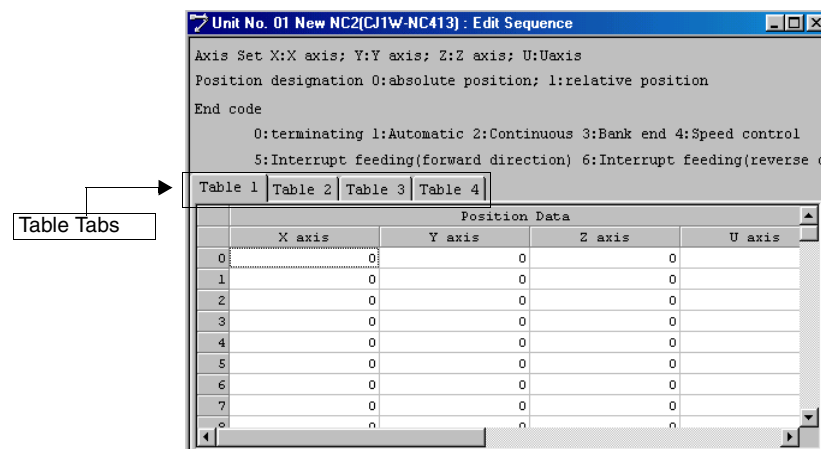 Unit No. 01 New NC2(CJ1W-NC413) : Edit Sequence
Axis Set X:X axis; Y:Y axis; Z:Z axis; U:Uaxis
Position designation 0:absolute position; 1:relative position
End code
0:terminating 1:Automatic 2:Continuous 3:Bank end 4:Speed control
5:Interrupt feeding(forward direction) 6:Interrupt feeding(reverse
Table 1 Table 2 Table 3 Table 4
Table Tabs
Position Data
X axis Y axis Z axis U axis
0 0 0 0
1 0 0 0
2 0 0 0
3 0 0 0
4 0 0 0
5 0 0 0
6 0 0 0
7 0 0 0
8 0 0 0